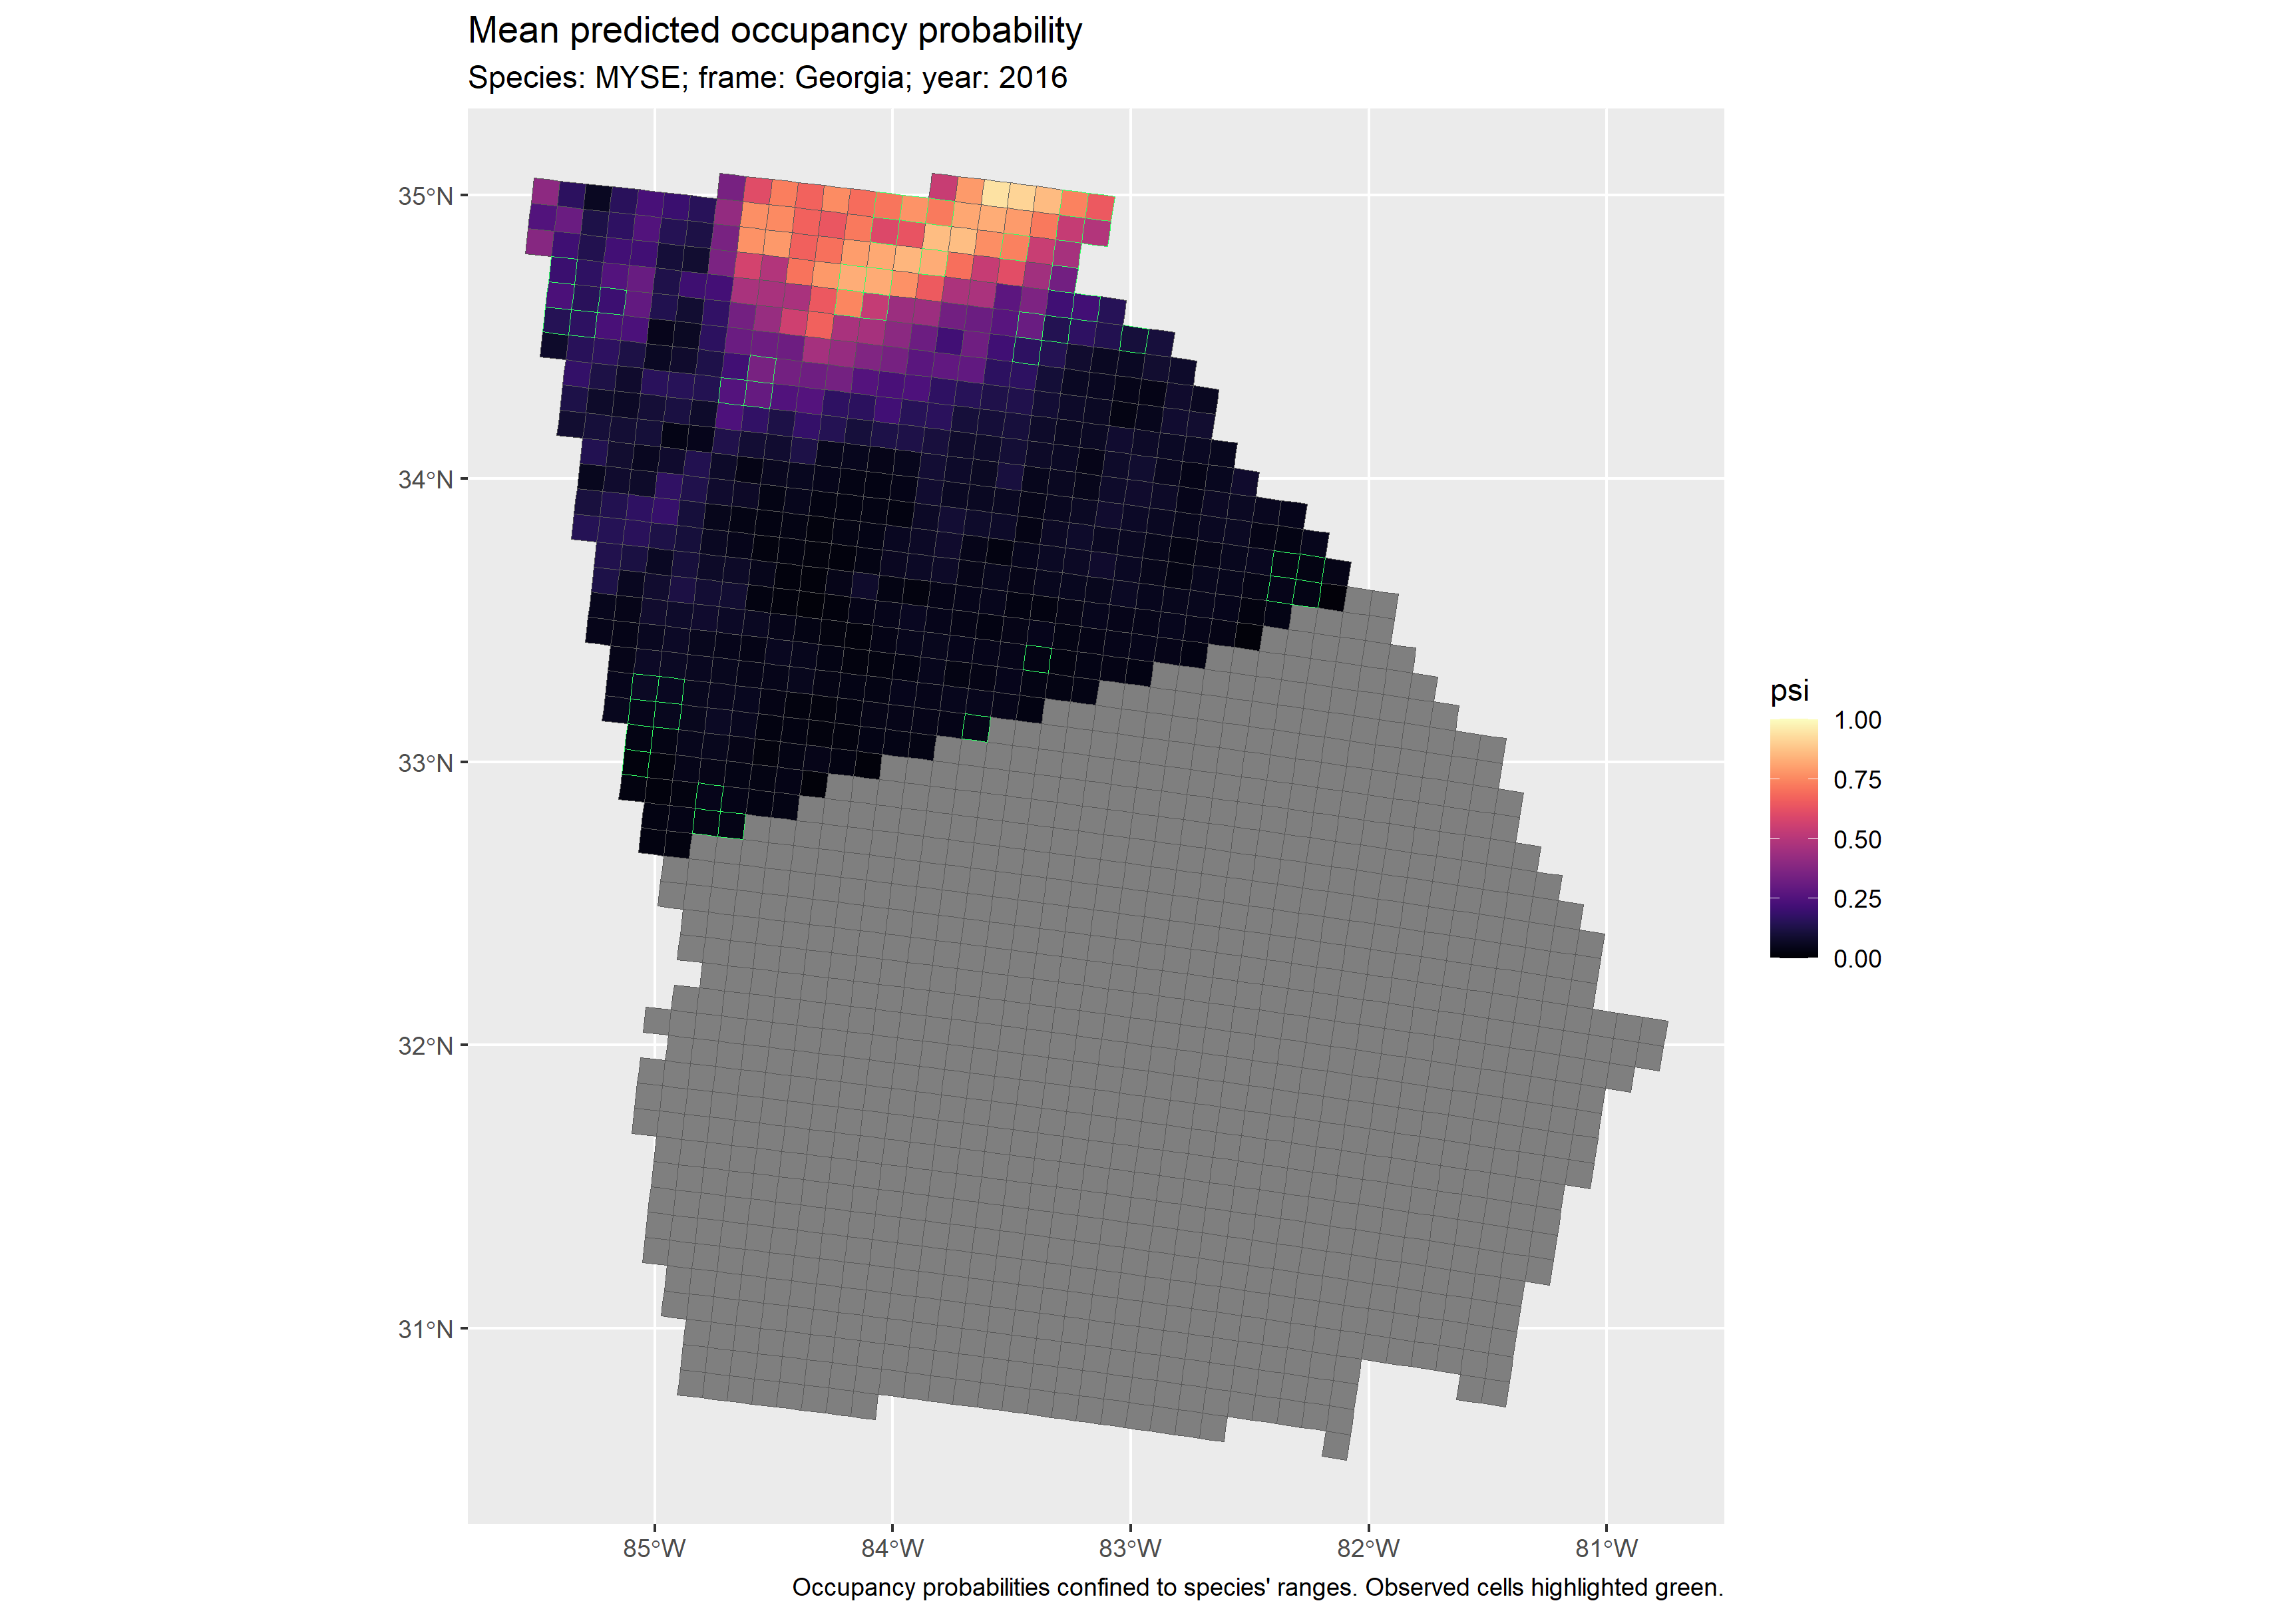 Mean predicted occupancy probability
Species: MYSE; frame: Georgia; year: 2016
35°N
34°N
33°N
32°N
31°N
85°W
84°W
83°W
82°W
81°W
psi
1.00
0.75
0.50
0.25
0.00
Occupancy probabilities confined to species' ranges. Observed cells highlighted green.